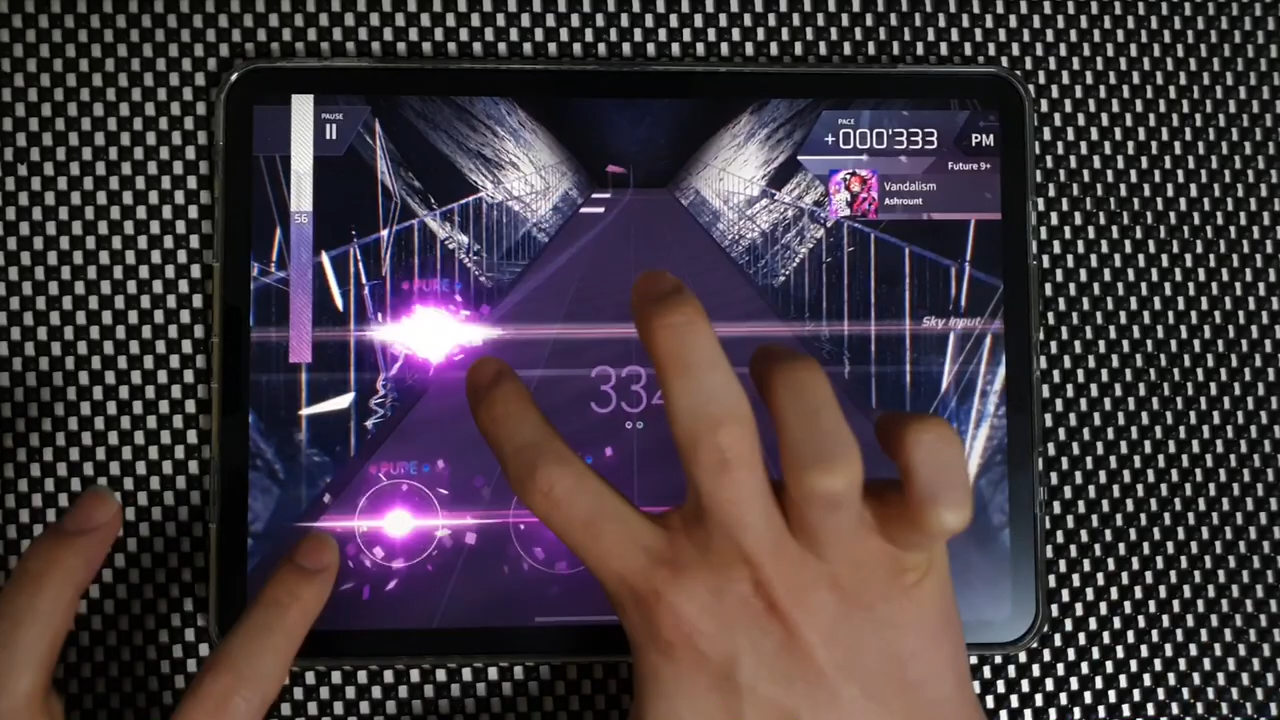 PAUSE
56
PACE
+000'333
PM
Future 9+
Vandalism
Ashrount
PURE
Sky Input
PURE